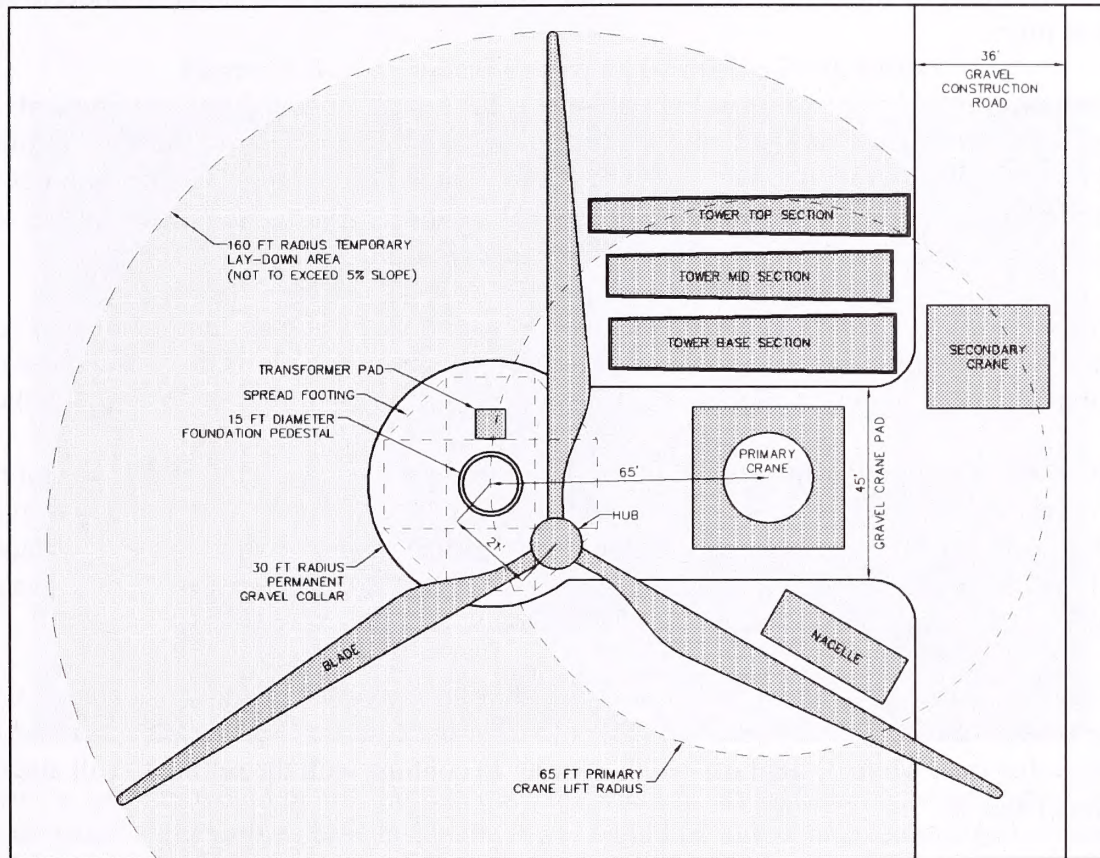 36'
GRAVEL
CONSTRUCTION
ROAD
TOWER TOP SECTION
160 FT RADIUS TEMPORARY
LAY-DOWN AREA
(NOT TO EXCEED 5% SLOPE)
TOWER MID SECTION
TOWER BASE SECTION
SECONDARY
CRANE
TRANSFORMER PAD
SPREAD FOOTING
15 FT DIAMETER
FOUNDATION PEDESTAL
65'
PRIMARY
CRANE
45'
GRAVEL CRANE PAD
HUB
30 FT RADIUS
PERMANENT
GRAVEL COLLAR
BLADE
NACELLE
65 FT PRIMARY
CRANE LIFT RADIUS